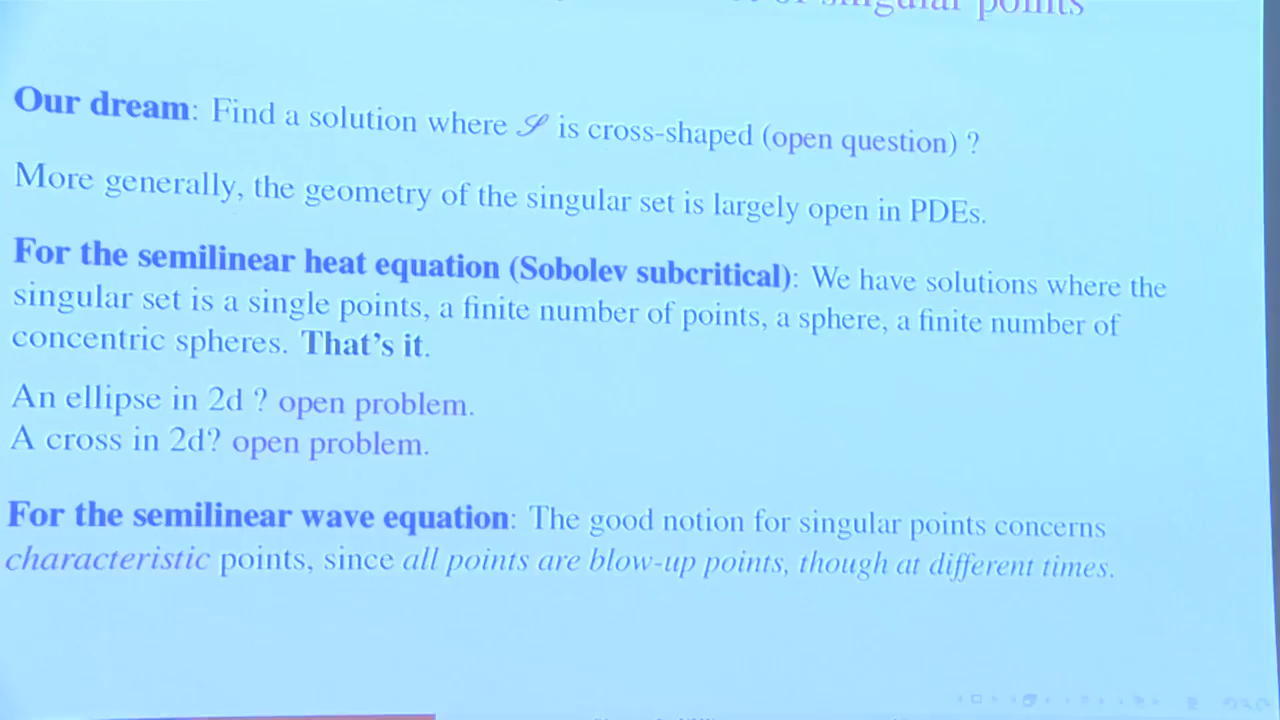 of singular points
Our dream: Find a solution where 𝒮 is cross-shaped (open question) ?
More generally, the geometry of the singular set is largely open in PDEs.
For the semilinear heat equation (Sobolev subcritical): We have solutions where the
singular set is a single points, a finite number of points, a sphere, a finite number of
concentric spheres. That's it.
An ellipse in 2d ? open problem.
A cross in 2d? open problem.
For the semilinear wave equation: The good notion for singular points concerns
characteristic points, since all points are blow-up points, though at different times.